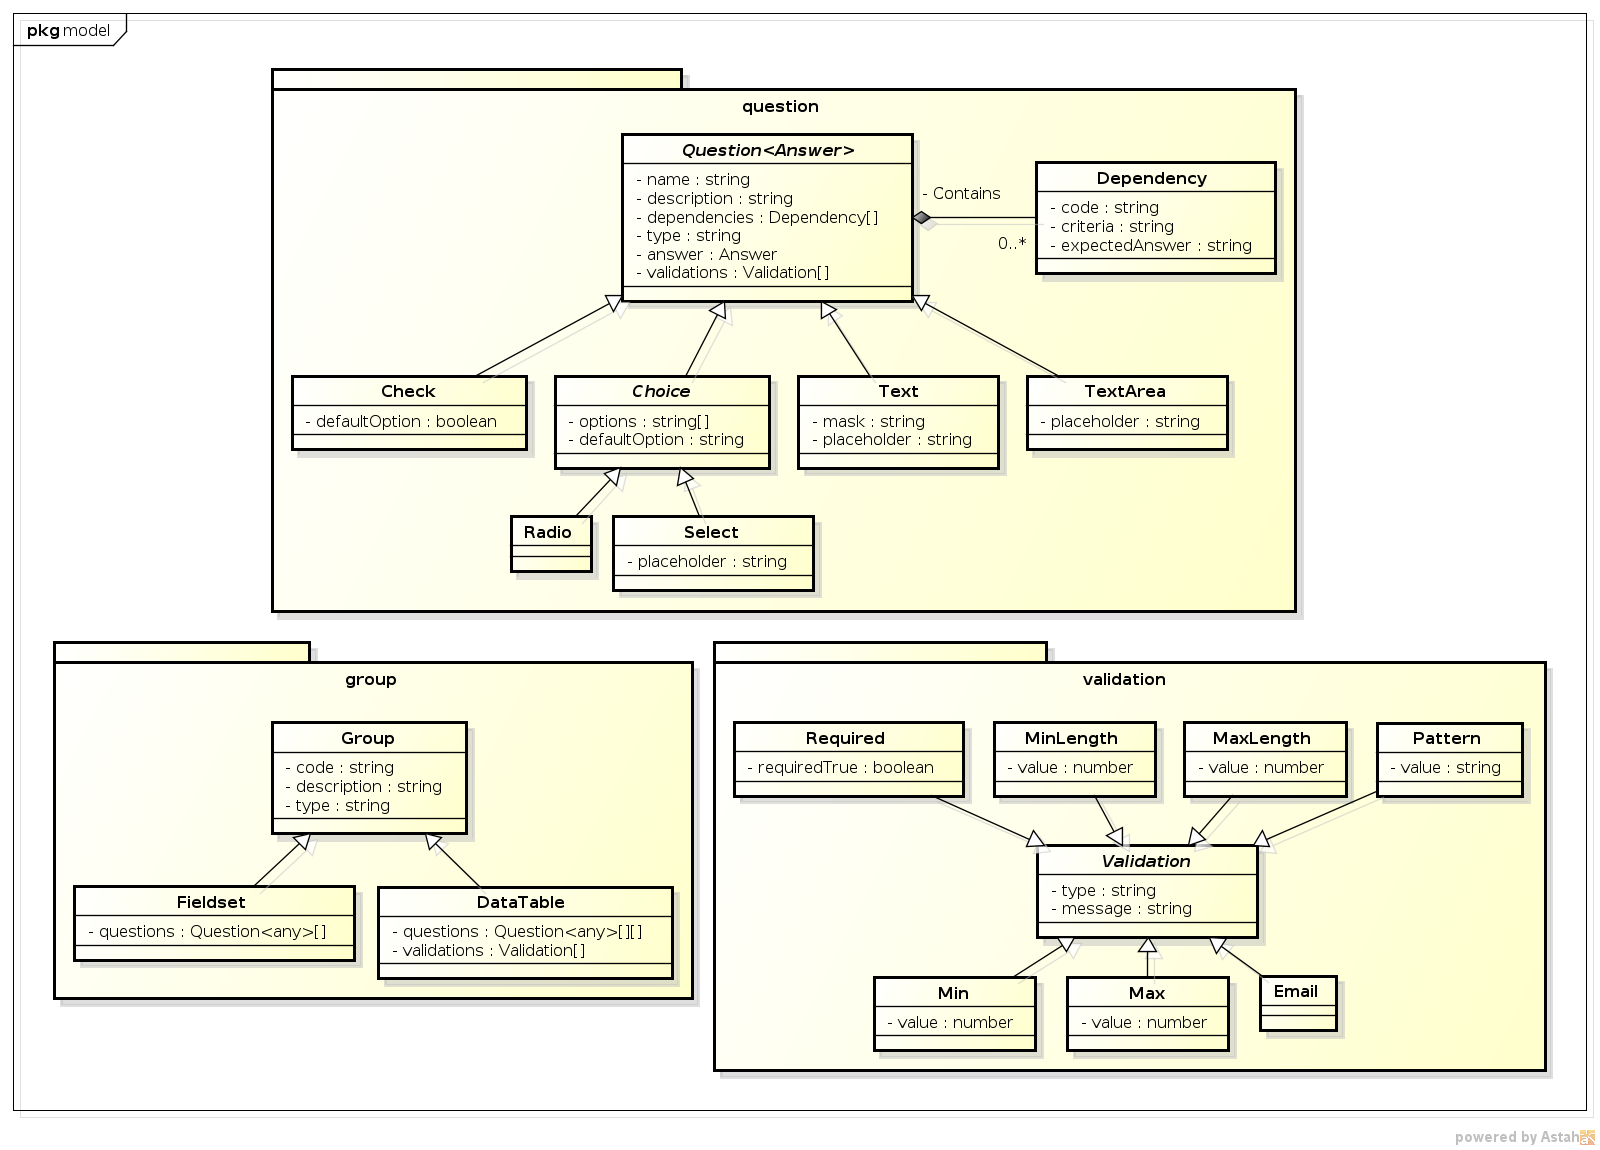 pkg model
question
Question<Answer>
- name : string
- description : string
- dependencies : Dependency[]
- type : string
- answer : Answer
- validations : Validation[]
- Contains
0..*
Dependency
- code : string
- criteria : string
- expectedAnswer : string
Check
- defaultOption : boolean
Choice
- options : string[]
- defaultOption : string
Text
- mask : string
- placeholder : string
TextArea
- placeholder : string
Radio
Select
- placeholder : string
group
Group
- code : string
- description : string
- type : string
Fieldset
- questions : Question<any>[]
DataTable
- questions : Question<any>[][]
- validations : Validation[]
validation
Required
- requiredTrue : boolean
MinLength
- value : number
MaxLength
- value : number
Pattern
- value : string
Validation
- type : string
- message : string
Min
- value : number
Max
- value : number
Email
powered by Astah